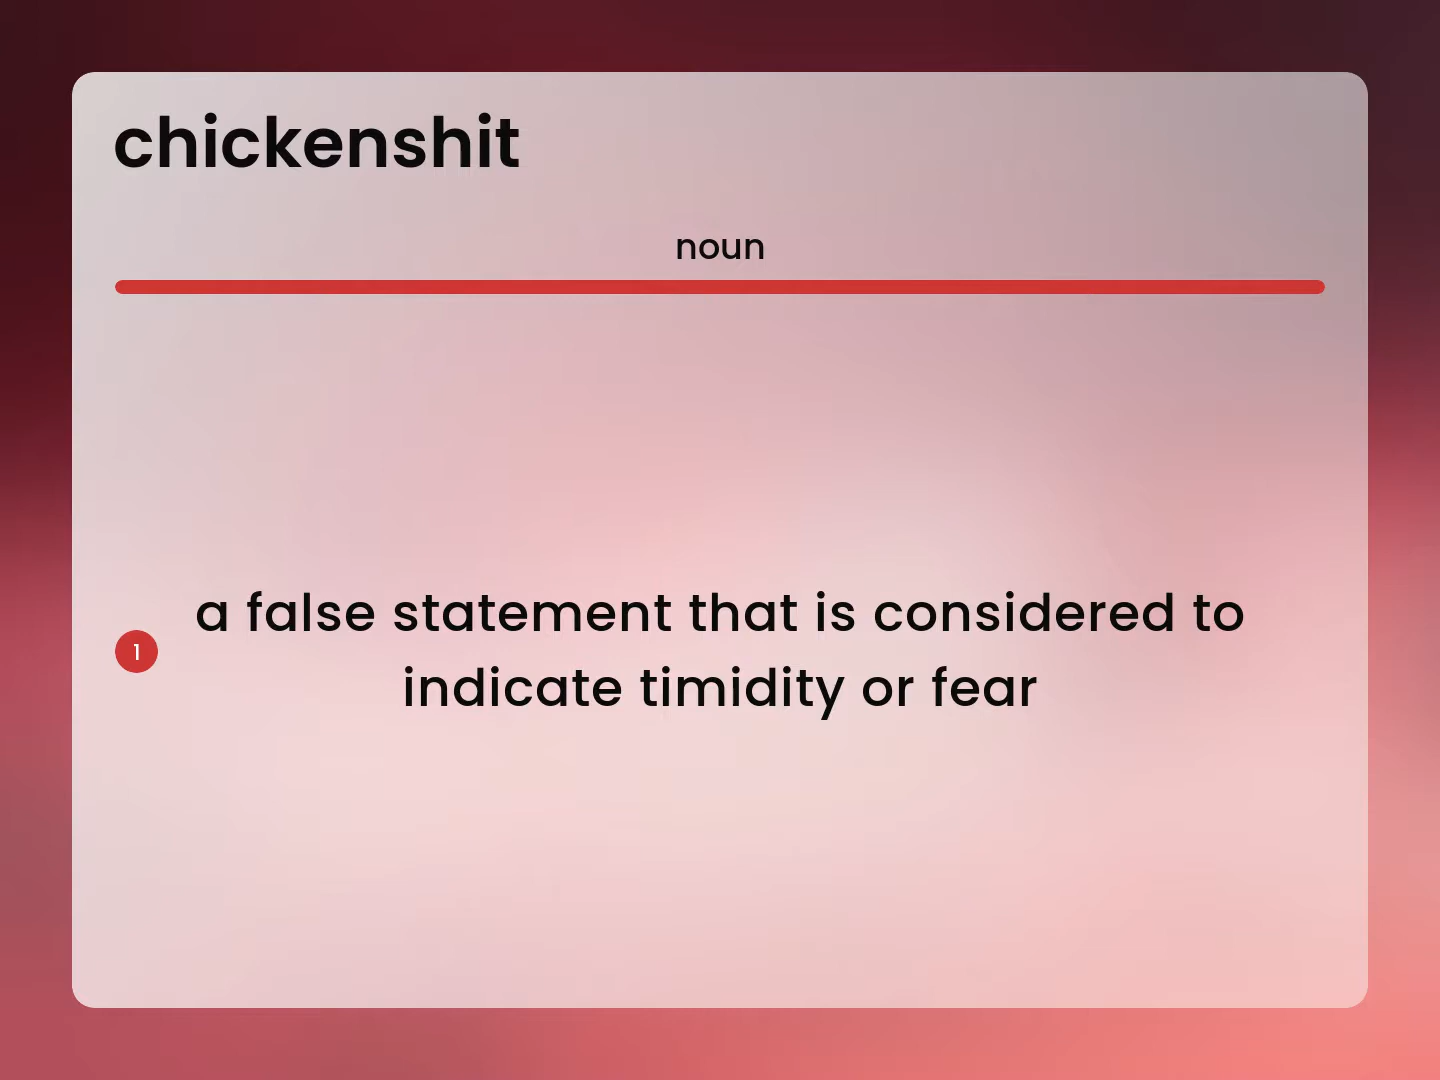 chickenshit
noun
1
a false statement that is considered to
indicate timidity or fear